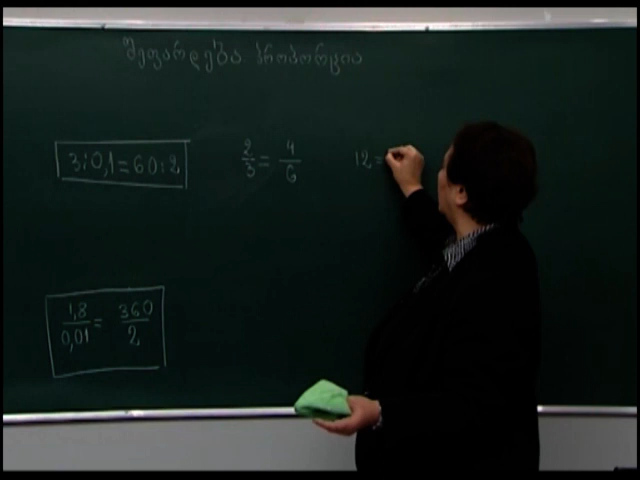 შეფარდება. პროპორცია
3:0,1=60:2
2/3 = 4/6
12=
1,8/0,01 = 360/2